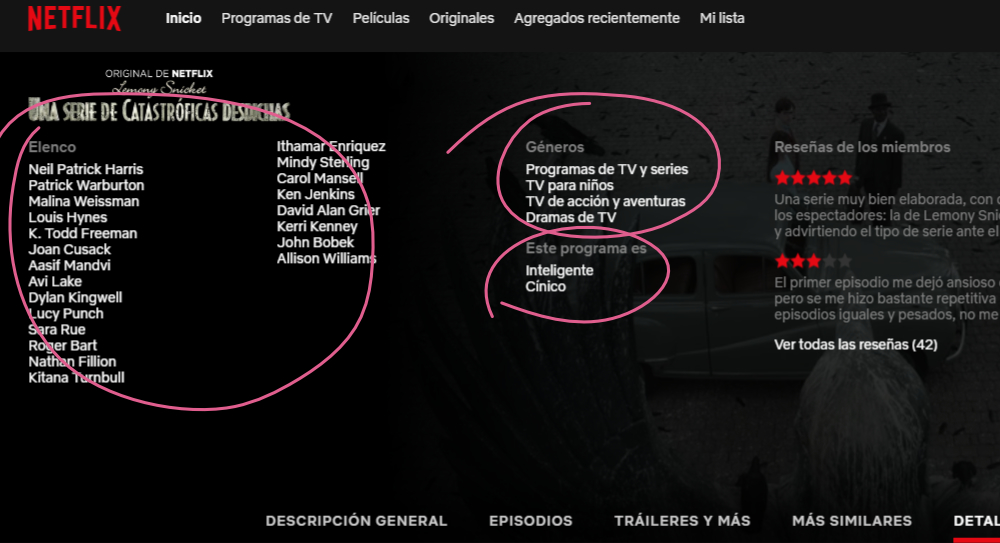 NETFLIX
Inicio Programas de TV Películas Originales Agregados recientemente Mi lista
ORIGINAL DE NETFLIX
Lemony Snicket
UNA SERIE DE CATASTRÓFICAS DESDICHAS
Elenco
Neil Patrick Harris
Patrick Warburton
Malina Weissman
Louis Hynes
K. Todd Freeman
Joan Cusack
Aasif Mandvi
Avi Lake
Dylan Kingwell
Lucy Punch
Sara Rue
Roger Bart
Nathan Fillion
Kitana Turnbull
Ithamar Enriquez
Mindy Sterling
Carol Mansell
Ken Jenkins
David Alan Grier
Kerri Kenney
John Bobek
Allison Williams
Géneros
Programas de TV y series
TV para niños
TV de acción y aventuras
Dramas de TV
Este programa es
Inteligente
Cínico
Reseñas de los miembros
Una serie muy bien elaborada, con
los espectadores: la de Lemony
y advirtiendo el tipo de serie ante el
El primer episodio me dejó ansioso
pero se me hizo bastante repetitiva
episodios iguales y pesados, no me
Ver todas las reseñas (42)
DESCRIPCIÓN GENERAL EPISODIOS TRÁILERES Y MÁS MÁS SIMILARES DETAL